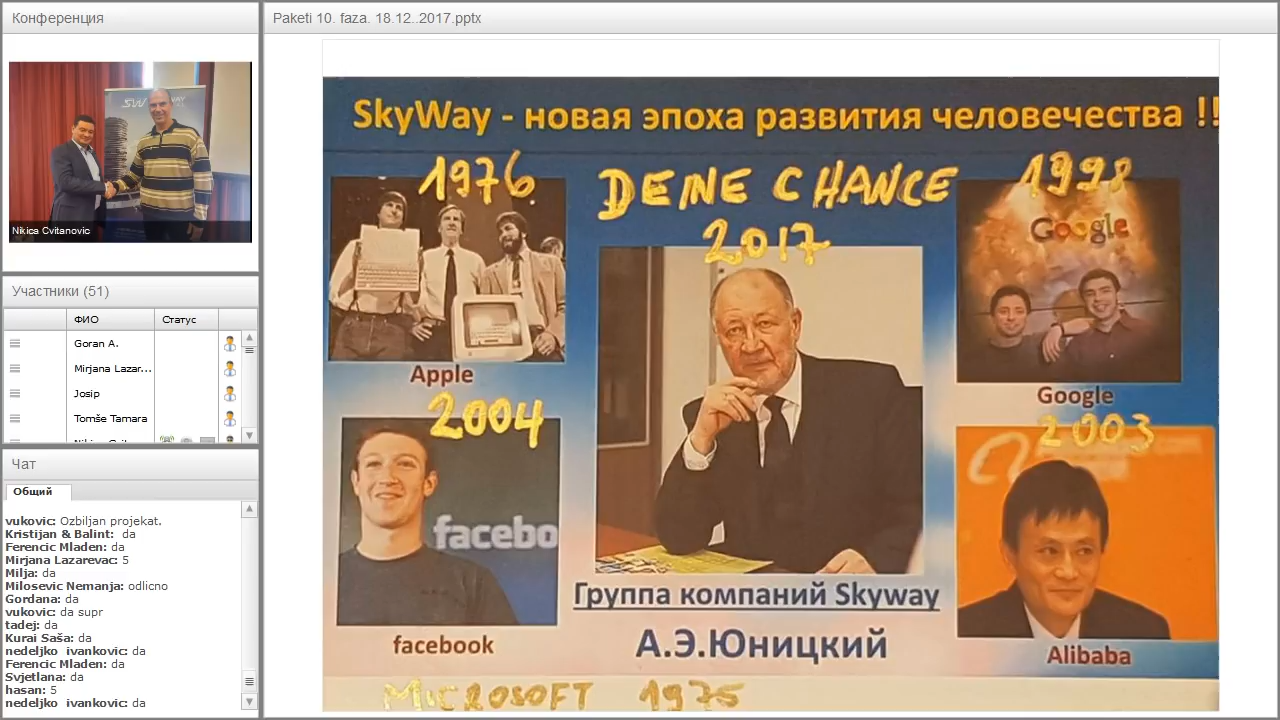 Конференция
Nikica Cvitanovic
Участники (51)
ФИО Статус
Goran A.
Mirjana Lazar...
Josip
Tomše Tamara
Чат
Общий
vukovic: Ozbiljan projekat.
Kristijan & Balint: da
Ferencic Mladen: da
Mirjana Lazarevac: 5
Milja: da
Milosevic Nemanja: odlicno
Gordana: da
vukovic: da supr
tadej: da
Kurai Saša: da
nedeljko ivankovic: da
Ferencic Mladen: da
Svjetlana: da
hasan: 5
nedeljko ivankovic: da
Paketi 10. faza. 18.12..2017.pptx
SkyWay - новая эпоха развития человечества !!
1976
DEINE CHANCE
2017
1998
Google
Apple
Google
2004
2003
facebo
Группа компаний Skyway
А.Э.Юницкий
facebook
Alibaba
MICROSOFT 1975